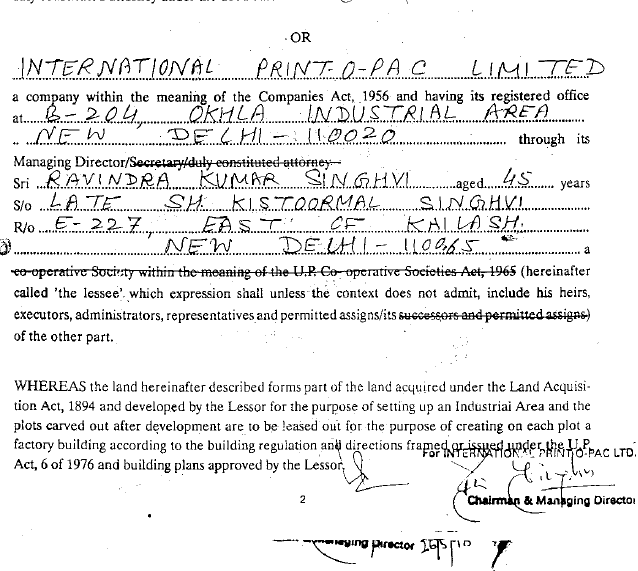 OR
INTERNATIONAL PRINT-O-PAC LIMITED
a company within the meaning of the Companies Act, 1956 and having its registered office
at B-204, OKHLA INDUSTRIAL AREA
NEW DELHI-110020 through its
Managing Director/Secretary/duly constituted attorney
Sri RAVINDRA KUMAR SINGHVI aged 45 years
S/o LATE SH KISTOORMAL SINGHVI
R/o E-227, EAST OF KAILASH.
NEW DELHI-110065 a
co-operative Society within the meaning of the U.P. Co-operative Societies Act, 1965 (hereinafter
called 'the lessee' which expression shall unless the context does not admit, include his heirs,
executors, administrators, representatives and permitted assigns/its successors and permitted assigns)
of the other part.
WHEREAS the land hereinafter described forms part of the land acquired under the Land Acquisi-
tion Act, 1894 and developed by the Lessor for the purpose of setting up an Industrial Area and the
plots carved out after development are to be leased out for the purpose of creating on each plot a
factory building according to the building regulation and directions framed or issued under the U.P.
Act, 6 of 1976 and building plans approved by the Lessor.
For INTERNATIONAL PRINT-O-PAC LTD.
Chairman & Managing Director
2
Managing Director 26/5/10